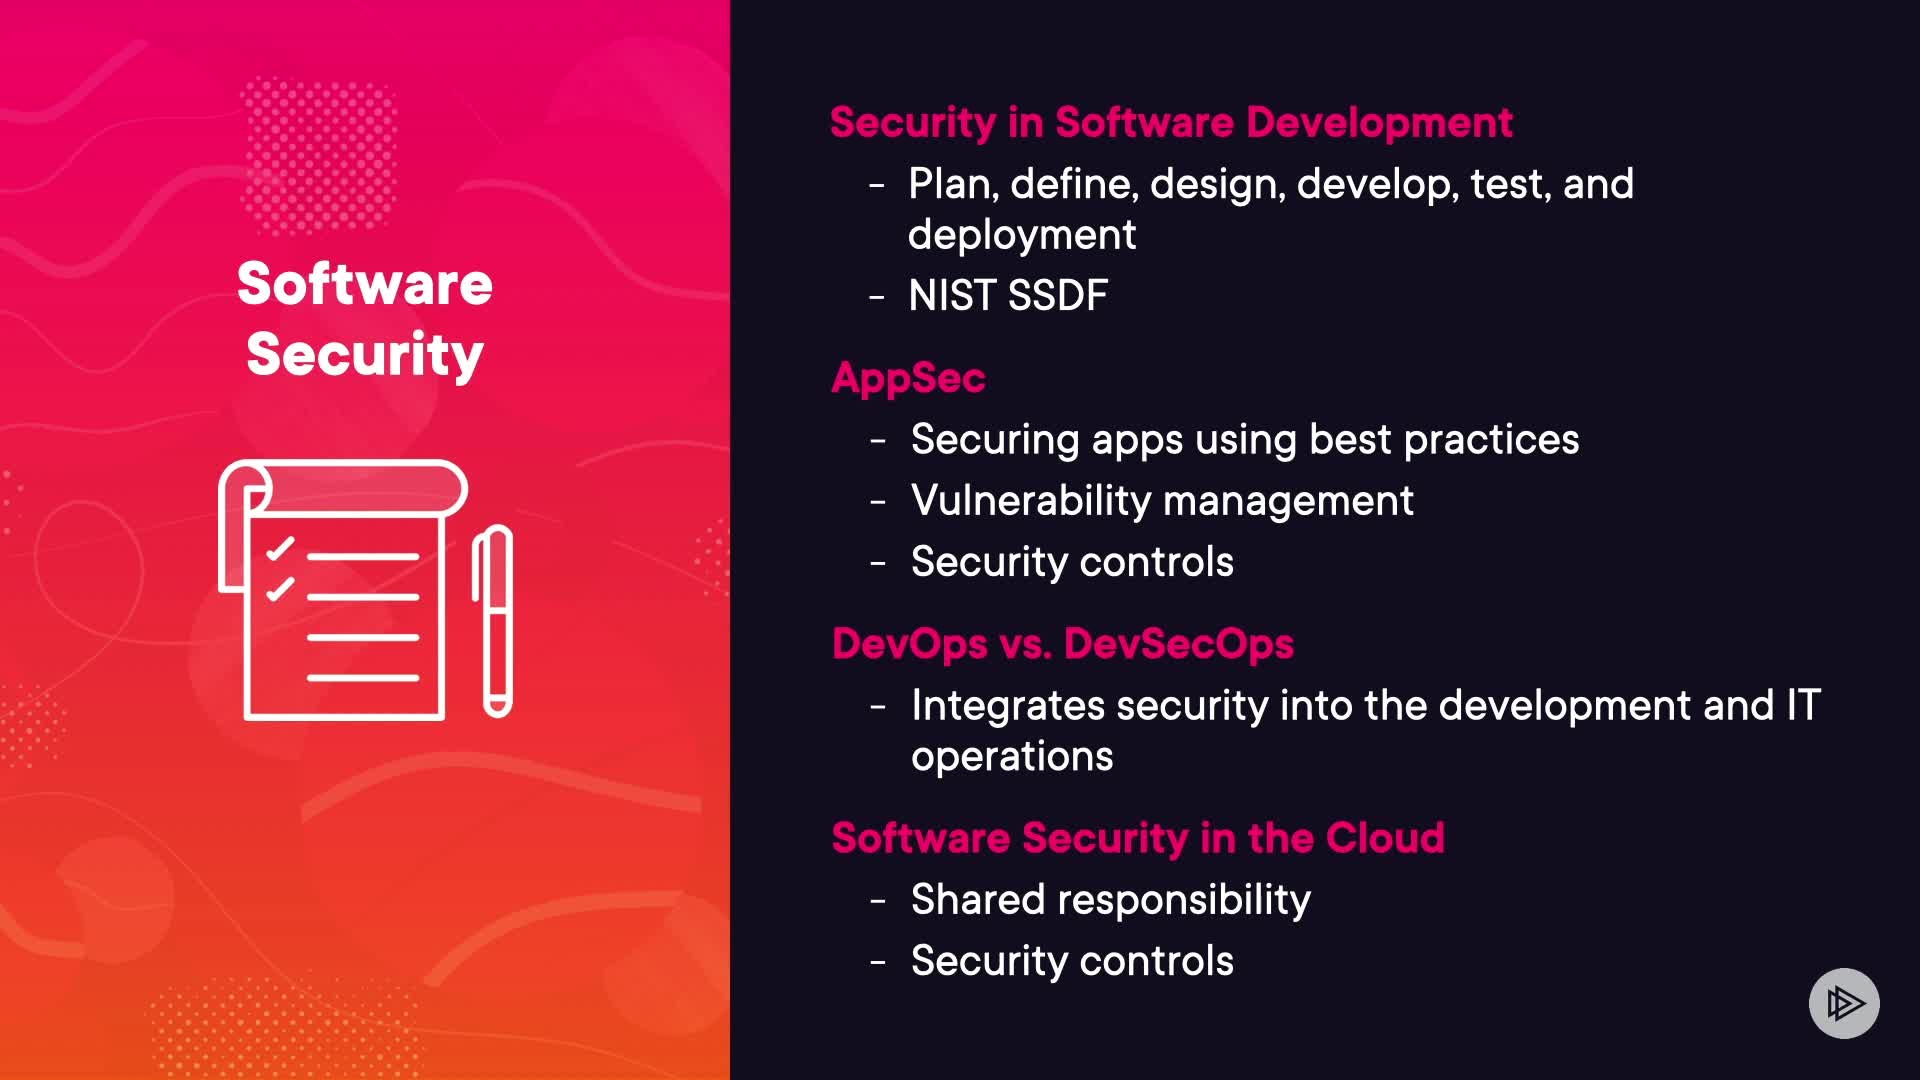 Software
Security
Security in Software Development
- Plan, define, design, develop, test, and
deployment
- NIST SSDF
AppSec
- Securing apps using best practices
- Vulnerability management
- Security controls
DevOps vs. DevSecOps
- Integrates security into the development and IT
operations
Software Security in the Cloud
- Shared responsibility
- Security controls